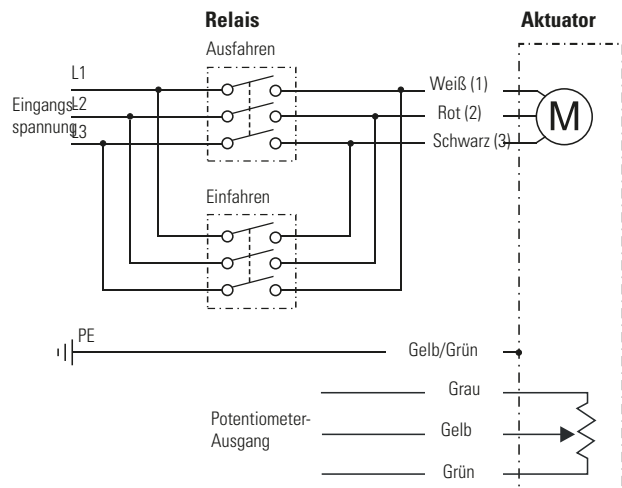 Relais
Aktuator
Ausfahren
L1
Weiß (1)
Eingangs-
L2
Rot (2)
spannung
L3
Schwarz (3)
M
Einfahren
PE
Gelb/Grün
Grau
Potentiometer-
Ausgang
Gelb
Grün